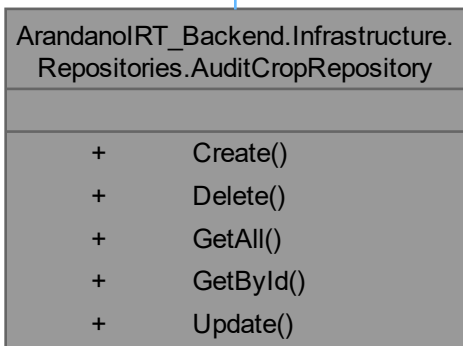 ArandanoIRT_Backend.Infrastructure.
Repositories.AuditCropRepository
+ Create()
+ Delete()
+ GetAll()
+ GetById()
+ Update()